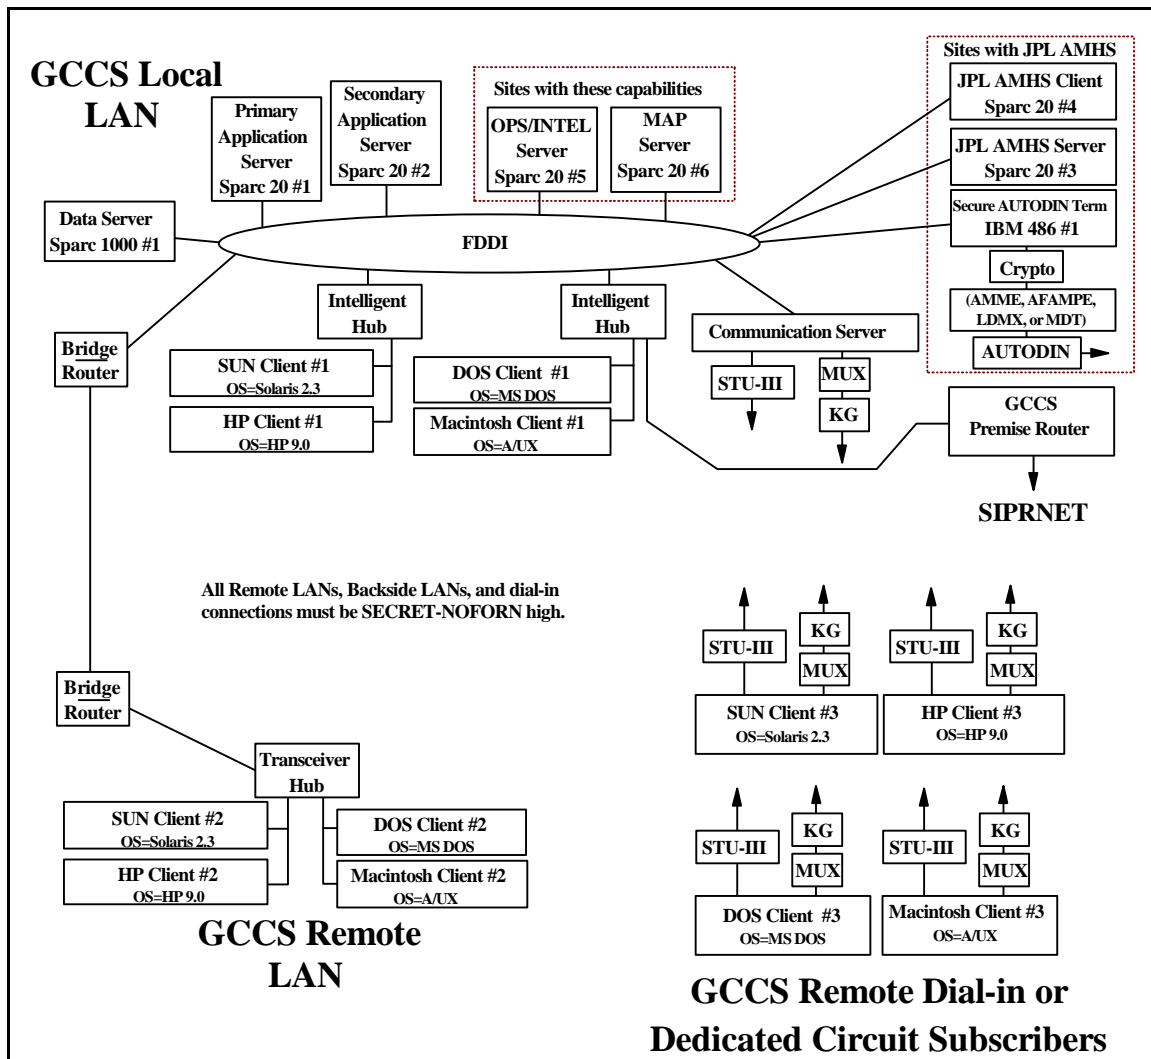 GCCS Local
LAN
Primary
Application
Server
Sparc 20 #1
Secondary
Application
Server
Sparc 20 #2
Sites with these capabilities
OPS/INTEL
Server
Sparc 20 #5
MAP
Server
Sparc 20 #6
Sites with JPL AMHS
JPL AMHS Client
Sparc 20 #4
JPL AMHS Server
Sparc 20 #3
Secure AUTODIN Term
IBM 486 #1
Crypto
(AMME, AFAMPE,
LDMX, or MDT)
AUTODIN
Data Server
Sparc 1000 #1
FDDI
Intelligent
Hub
Intelligent
Hub
Communication Server
Bridge
Router
SUN Client #1
OS=Solaris 2.3
HP Client #1
OS=HP 9.0
DOS Client #1
OS=MS DOS
Macintosh Client #1
OS=A/UX
STU-III
MUX
KG
GCCS
Premise Router
SIPRNET
All Remote LANs, Backside LANs, and dial-in
connections must be SECRET-NOFORN high.
Bridge
Router
Transceiver
Hub
SUN Client #2
OS=Solaris 2.3
HP Client #2
OS=HP 9.0
DOS Client #2
OS=MS DOS
Macintosh Client #2
OS=A/UX
GCCS Remote
LAN
STU-III
KG
MUX
SUN Client #3
OS=Solaris 2.3
STU-III
KG
MUX
HP Client #3
OS=HP 9.0
STU-III
KG
MUX
DOS Client #3
OS=MS DOS
STU-III
KG
MUX
Macintosh Client #3
OS=A/UX
GCCS Remote Dial-in or
Dedicated Circuit Subscribers